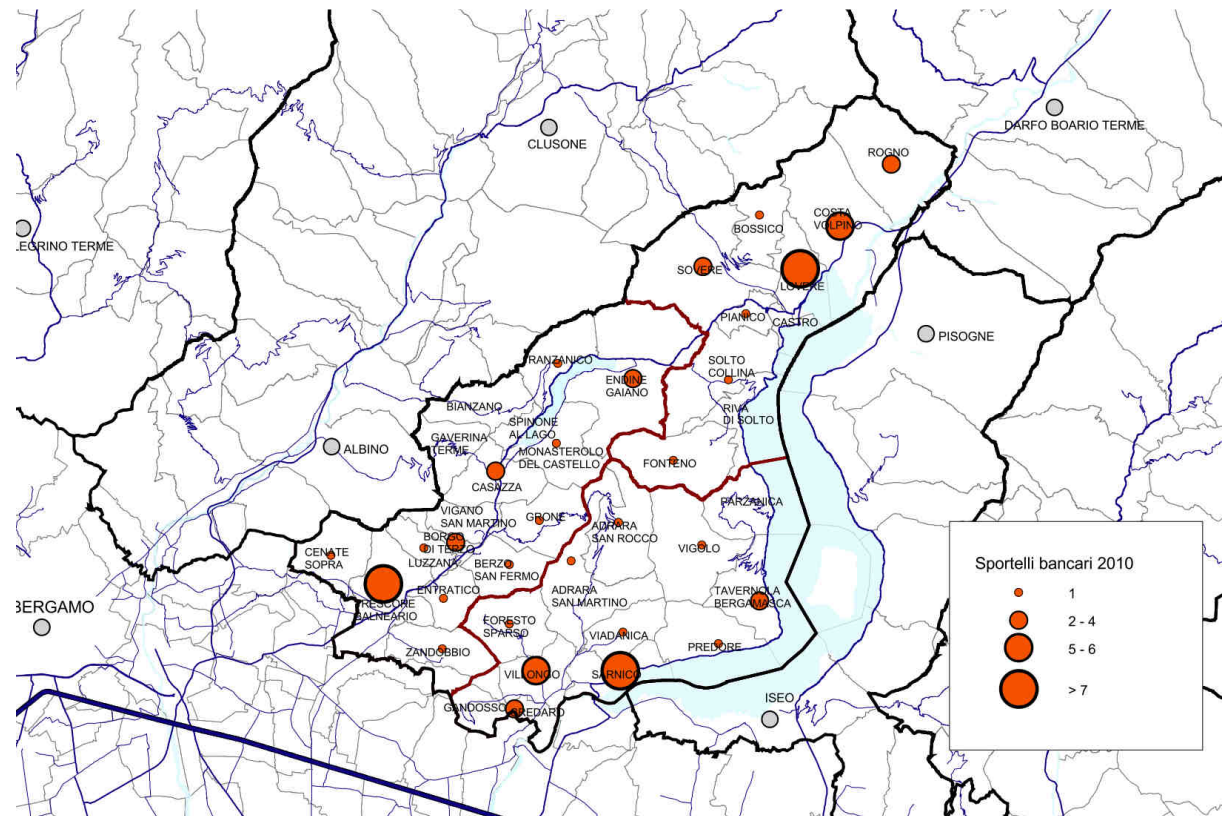 DARFO BOARIO TERME
CLUSONE
ROGNO
COSTA
VOLPINO
BOSSICO
LEGRINO TERME
SOVERE
LOVERE
PIANICO
CASTRO
PISOGNE
RANZANICO
SOLTO
COLLINA
ENDINE
GAIANO
BIANZANO
RIVA
DI SOLTO
SPINONE
AL LAGO
GAVERINA
TERME
ALBINO
MONASTEROLO
DEL CASTELLO
FONTENO
CASAZZA
PARZANICA
VIGANO
SAN MARTINO
GRONE
ADRARA
SAN ROCCO
BORGO
DI TERZO
VIGOLO
CENATE
SOPRA
LUZZANA
BERZO
SAN FERMO
ENTRATICO
ADRARA
SAN MARTINO
TAVERNOLA
BERGAMASCA
BERGAMO
TRESCORE
BALNEARIO
FORESTO
SPARSO
VIADANICA
PREDORE
ZANDOBBIO
VILLONGO
SARNICO
ISEO
GANDOSSO
CREDARO
Sportelli bancari 2010
1
2 - 4
5 - 6
> 7